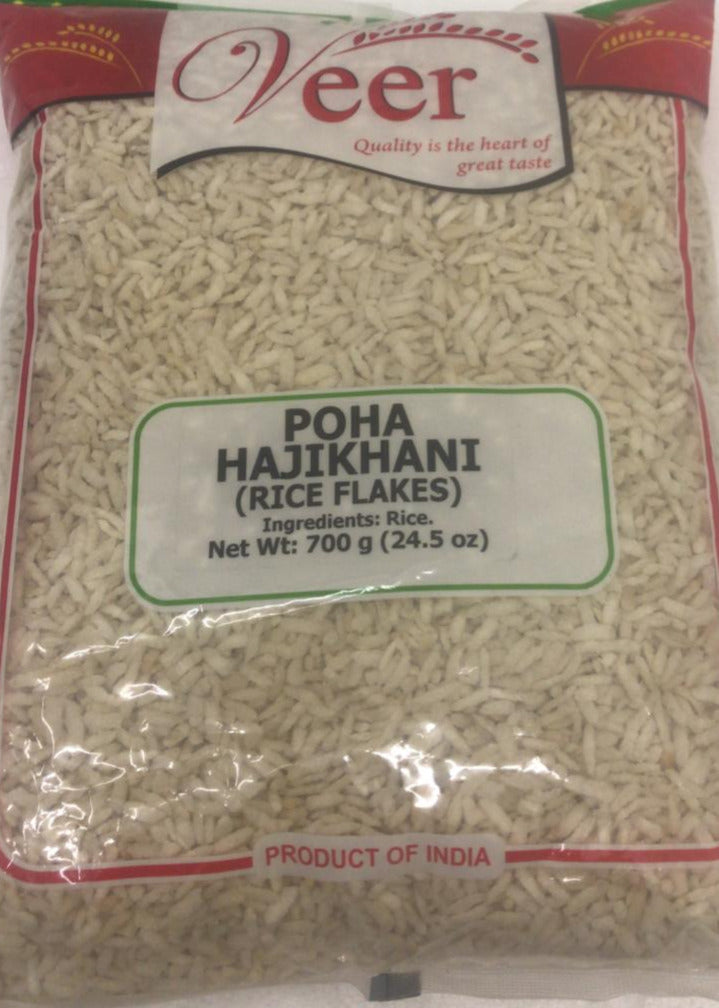 Veer
Quality is the heart of
great taste
POHA
HAJIKHANI
(RICE FLAKES)
Ingredients: Rice.
Net Wt: 700 g (24.5 oz)
PRODUCT OF INDIA